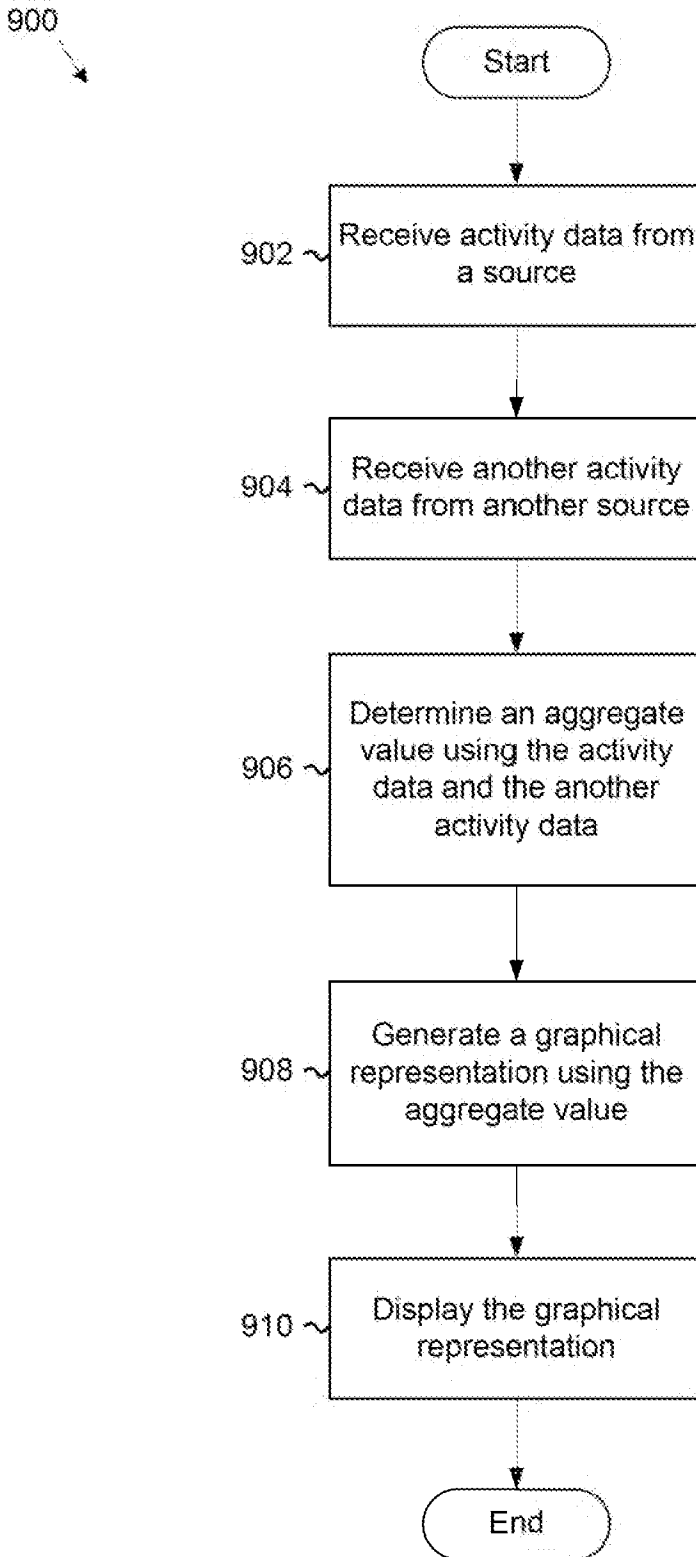 900
Start
902
Receive activity data from
a source
904
Receive another activity
data from another source
906
Determine an aggregate
value using the activity
data and the another
activity data
908
Generate a graphical
representation using the
aggregate value
910
Display the graphical
representation
End